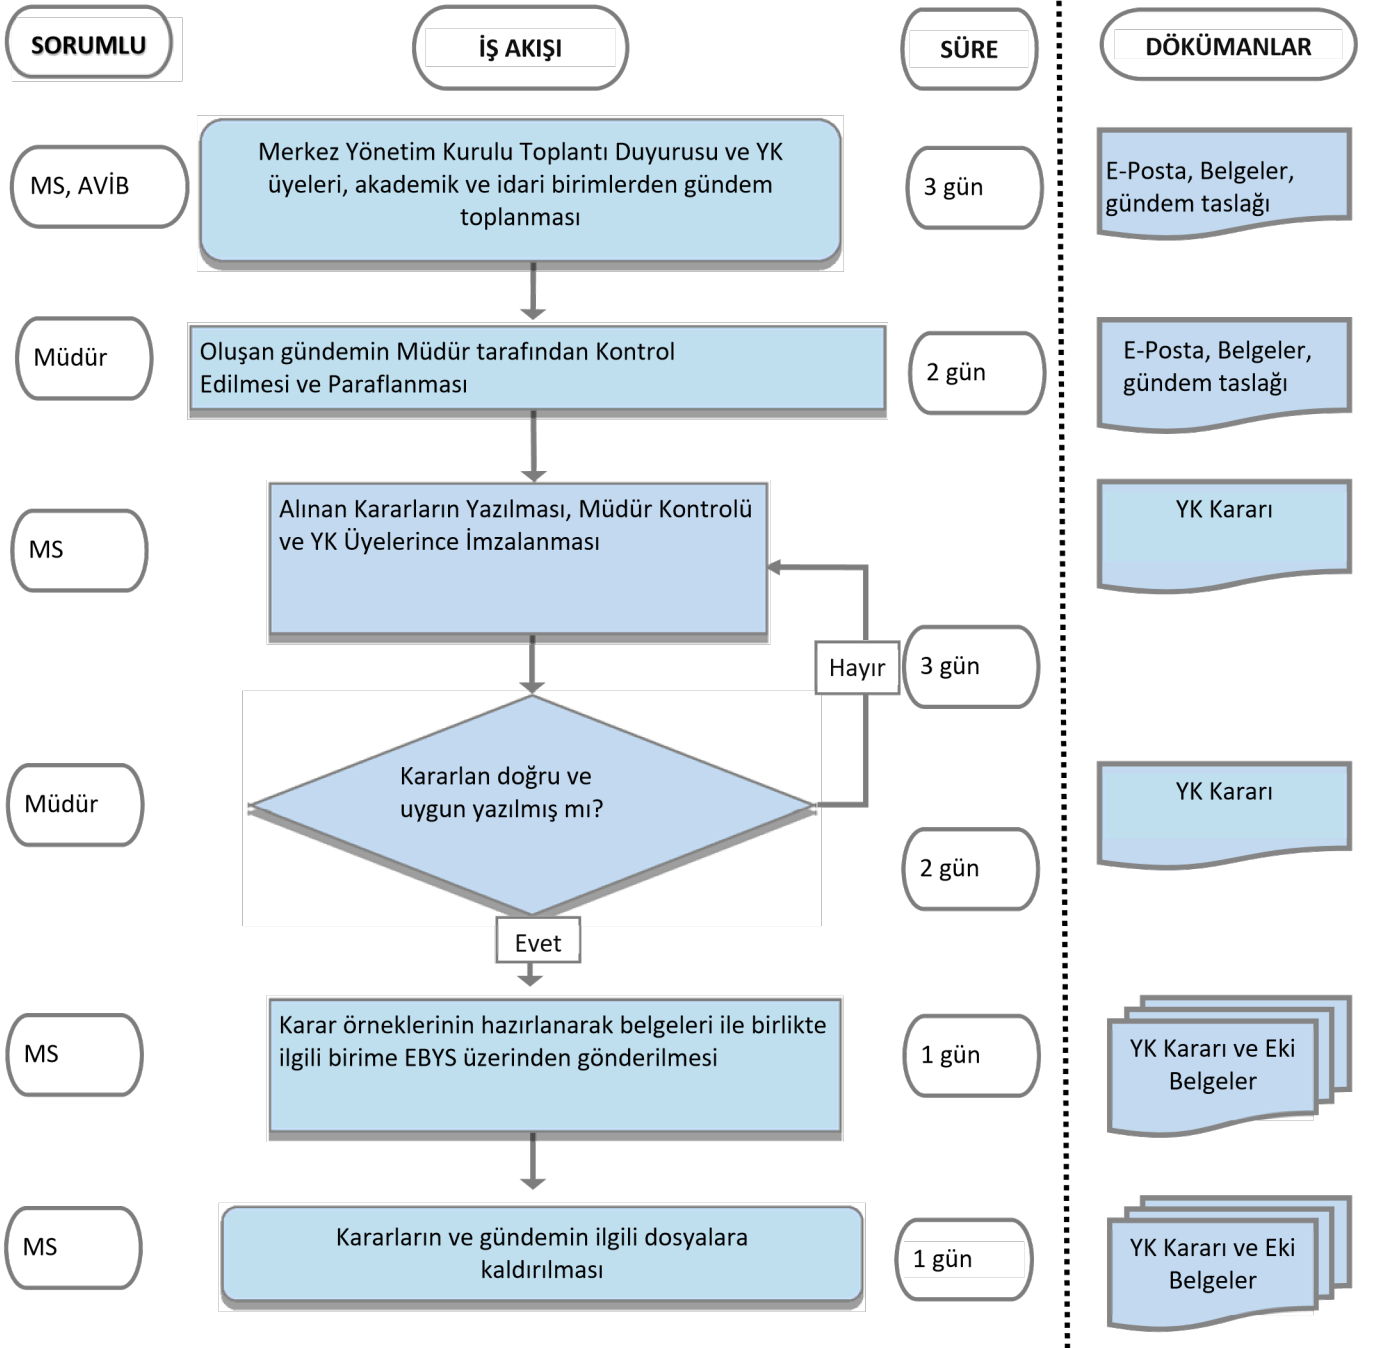 SORUMLU
İŞ AKIŞI
SÜRE
DÖKÜMANLAR
MS, AVİB
Merkez Yönetim Kurulu Toplantı Duyurusu ve YK
üyeleri, akademik ve idari birimlerden gündem
toplanması
3 gün
E-Posta, Belgeler,
gündem taslağı
Müdür
Oluşan gündemin Müdür tarafından Kontrol
Edilmesi ve Paraflanması
2 gün
E-Posta, Belgeler,
gündem taslağı
MS
Alınan Kararların Yazılması, Müdür Kontrolü
ve YK Üyelerince İmzalanması
YK Kararı
Hayır
3 gün
Müdür
Kararlan doğru ve
uygun yazılmış mı?
YK Kararı
2 gün
Evet
MS
Karar örneklerinin hazırlanarak belgeleri ile birlikte
ilgili birime EBYS üzerinden gönderilmesi
1 gün
YK Kararı ve Eki
Belgeler
MS
Kararların ve gündemin ilgili dosyalara
kaldırılması
1 gün
YK Kararı ve Eki
Belgeler